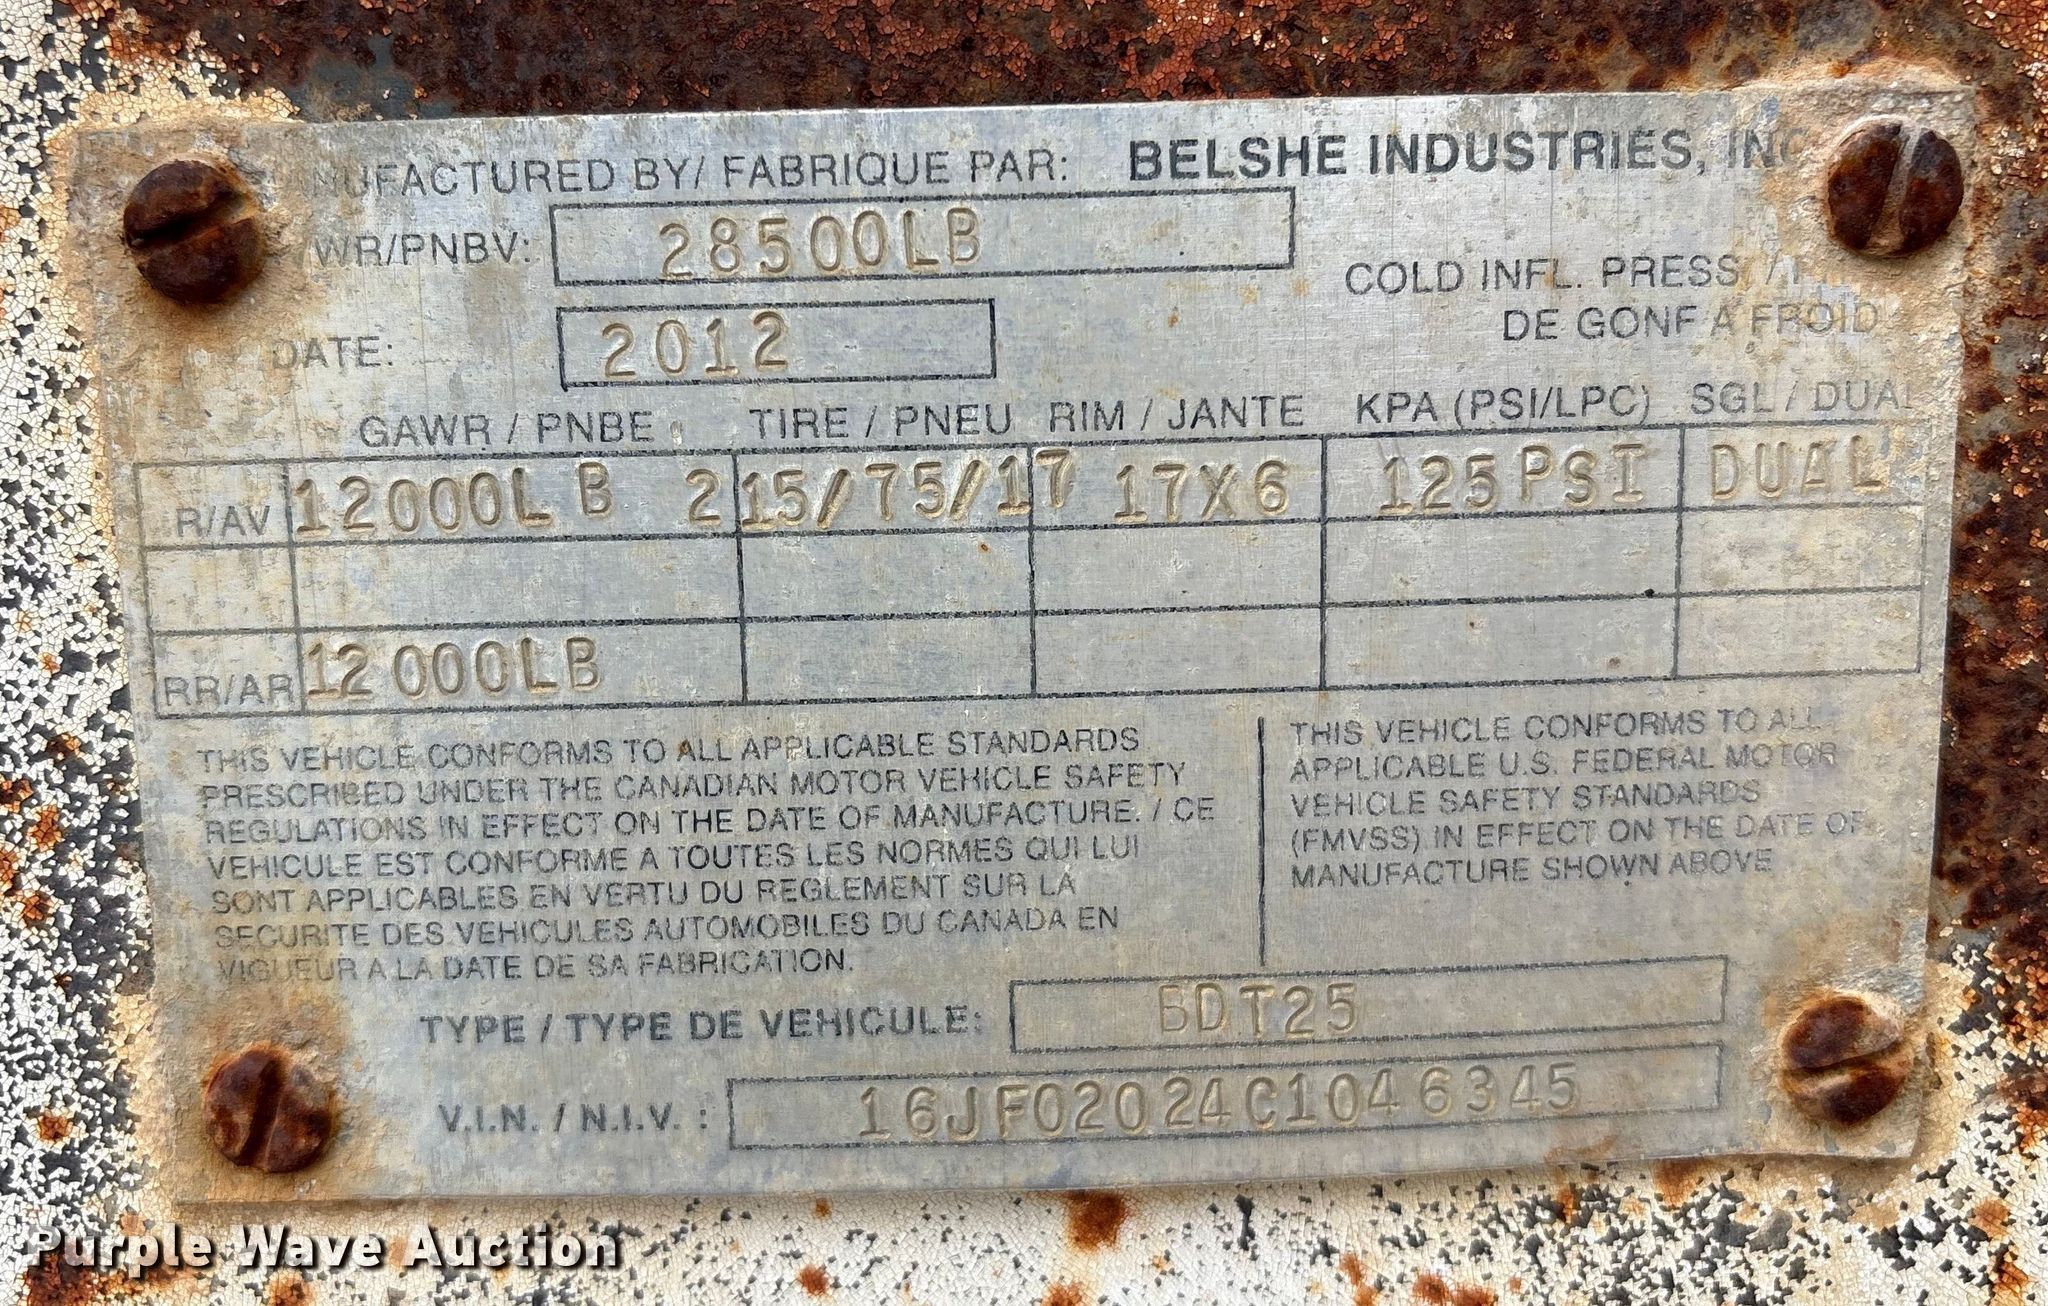 MANUFACTURED BY/ FABRIQUE PAR: BELSHE INDUSTRIES, INC
WR/PNBV: 28500LB
COLD INFL. PRESS /
DE GONF A FROID
DATE: 2012
GAWR / PNBE TIRE / PNEU RIM / JANTE KPA (PSI/LPC) SGL / DUAL
R/AV 12000LB 215/75/17 17X6 125PSI DUAL
RR/AR 12000LB
THIS VEHICLE CONFORMS TO ALL APPLICABLE STANDARDS
PRESCRIBED UNDER THE CANADIAN MOTOR VEHICLE SAFETY
REGULATIONS IN EFFECT ON THE DATE OF MANUFACTURE. / CE
VEHICULE EST CONFORME A TOUTES LES NORMES QUI LUI
SONT APPLICABLES EN VERTU DU REGLEMENT SUR LA
SECURITE DES VEHICULES AUTOMOBILES DU CANADA EN
VIGUEUR A LA DATE DE SA FABRICATION.
THIS VEHICLE CONFORMS TO ALL
APPLICABLE U.S. FEDERAL MOTOR
VEHICLE SAFETY STANDARDS
(FMVSS) IN EFFECT ON THE DATE OF
MANUFACTURE SHOWN ABOVE
TYPE / TYPE DE VEHICULE: BDT25
V.I.N. / N.I.V. : 16JF02024C1046345
Purple Wave Auction